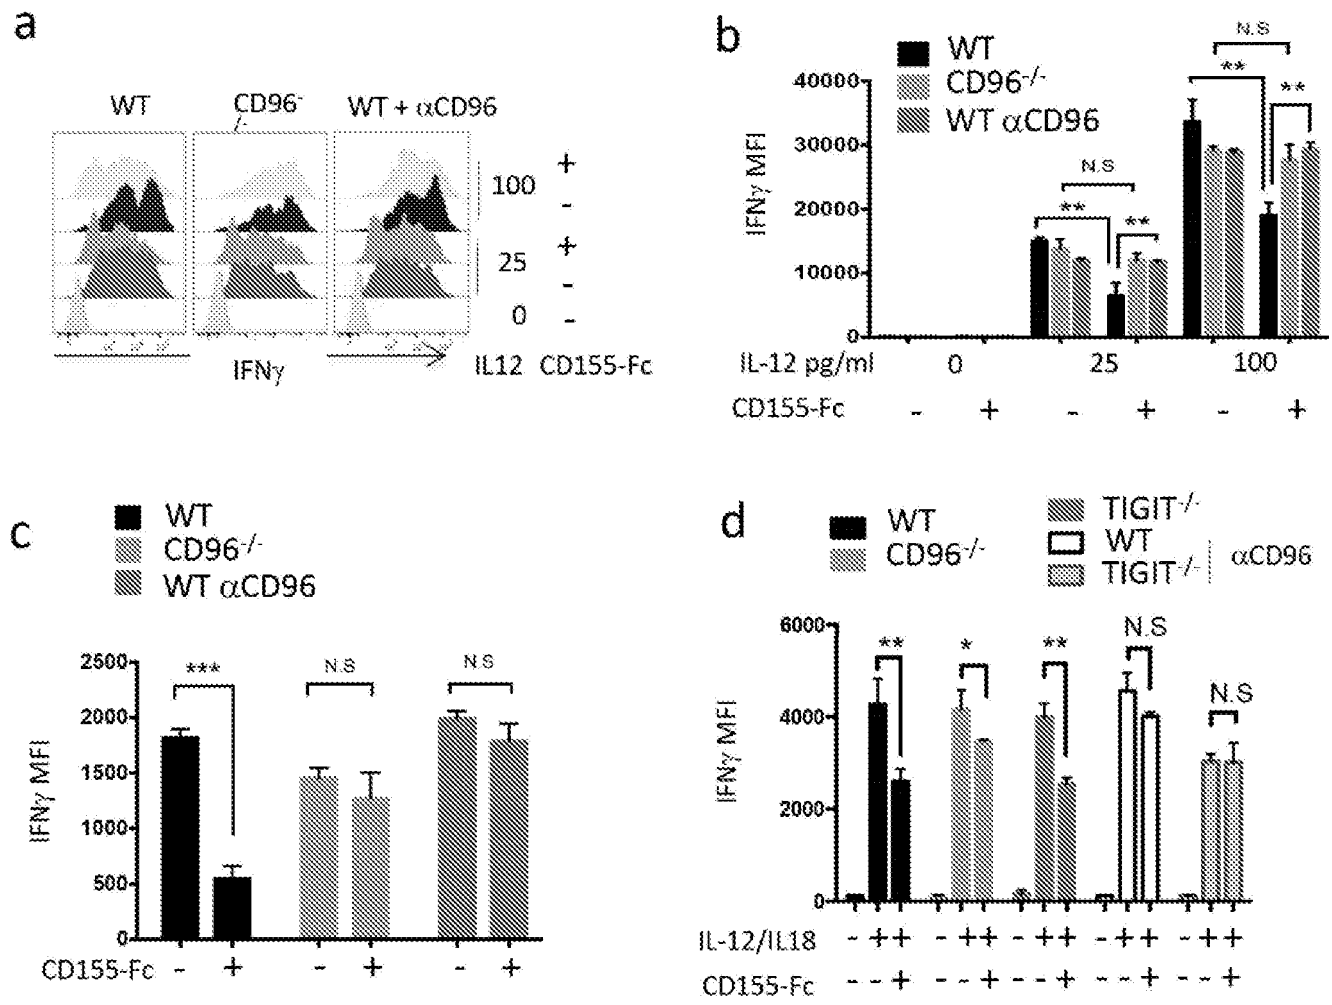 a
WT
CD96-
/-
WT + αCD96
100
+
-
25
+
-
0
-
IFNγ
IL12 CD155-Fc
b
WT
CD96-/-
WT αCD96
N.S
**
**
N.S
**
**
IFNγ MFI
40000
30000
20000
10000
0
IL-12 pg/ml 0 25 100
CD155-Fc - + - + - +
c
WT
CD96-/-
WT αCD96
*** N.S N.S
IFNγ MFI
2500
2000
1500
1000
500
0
CD155-Fc - + - + - +
d
WT
CD96-/-
TIGIT-/-
WT
TIGIT-/-
αCD96
** * ** N.S N.S
IFNγ MFI
6000
4000
2000
0
IL-12/IL18 - + + - + + - + + - + + - + +
CD155-Fc - - + - - + - - + - - + - - +